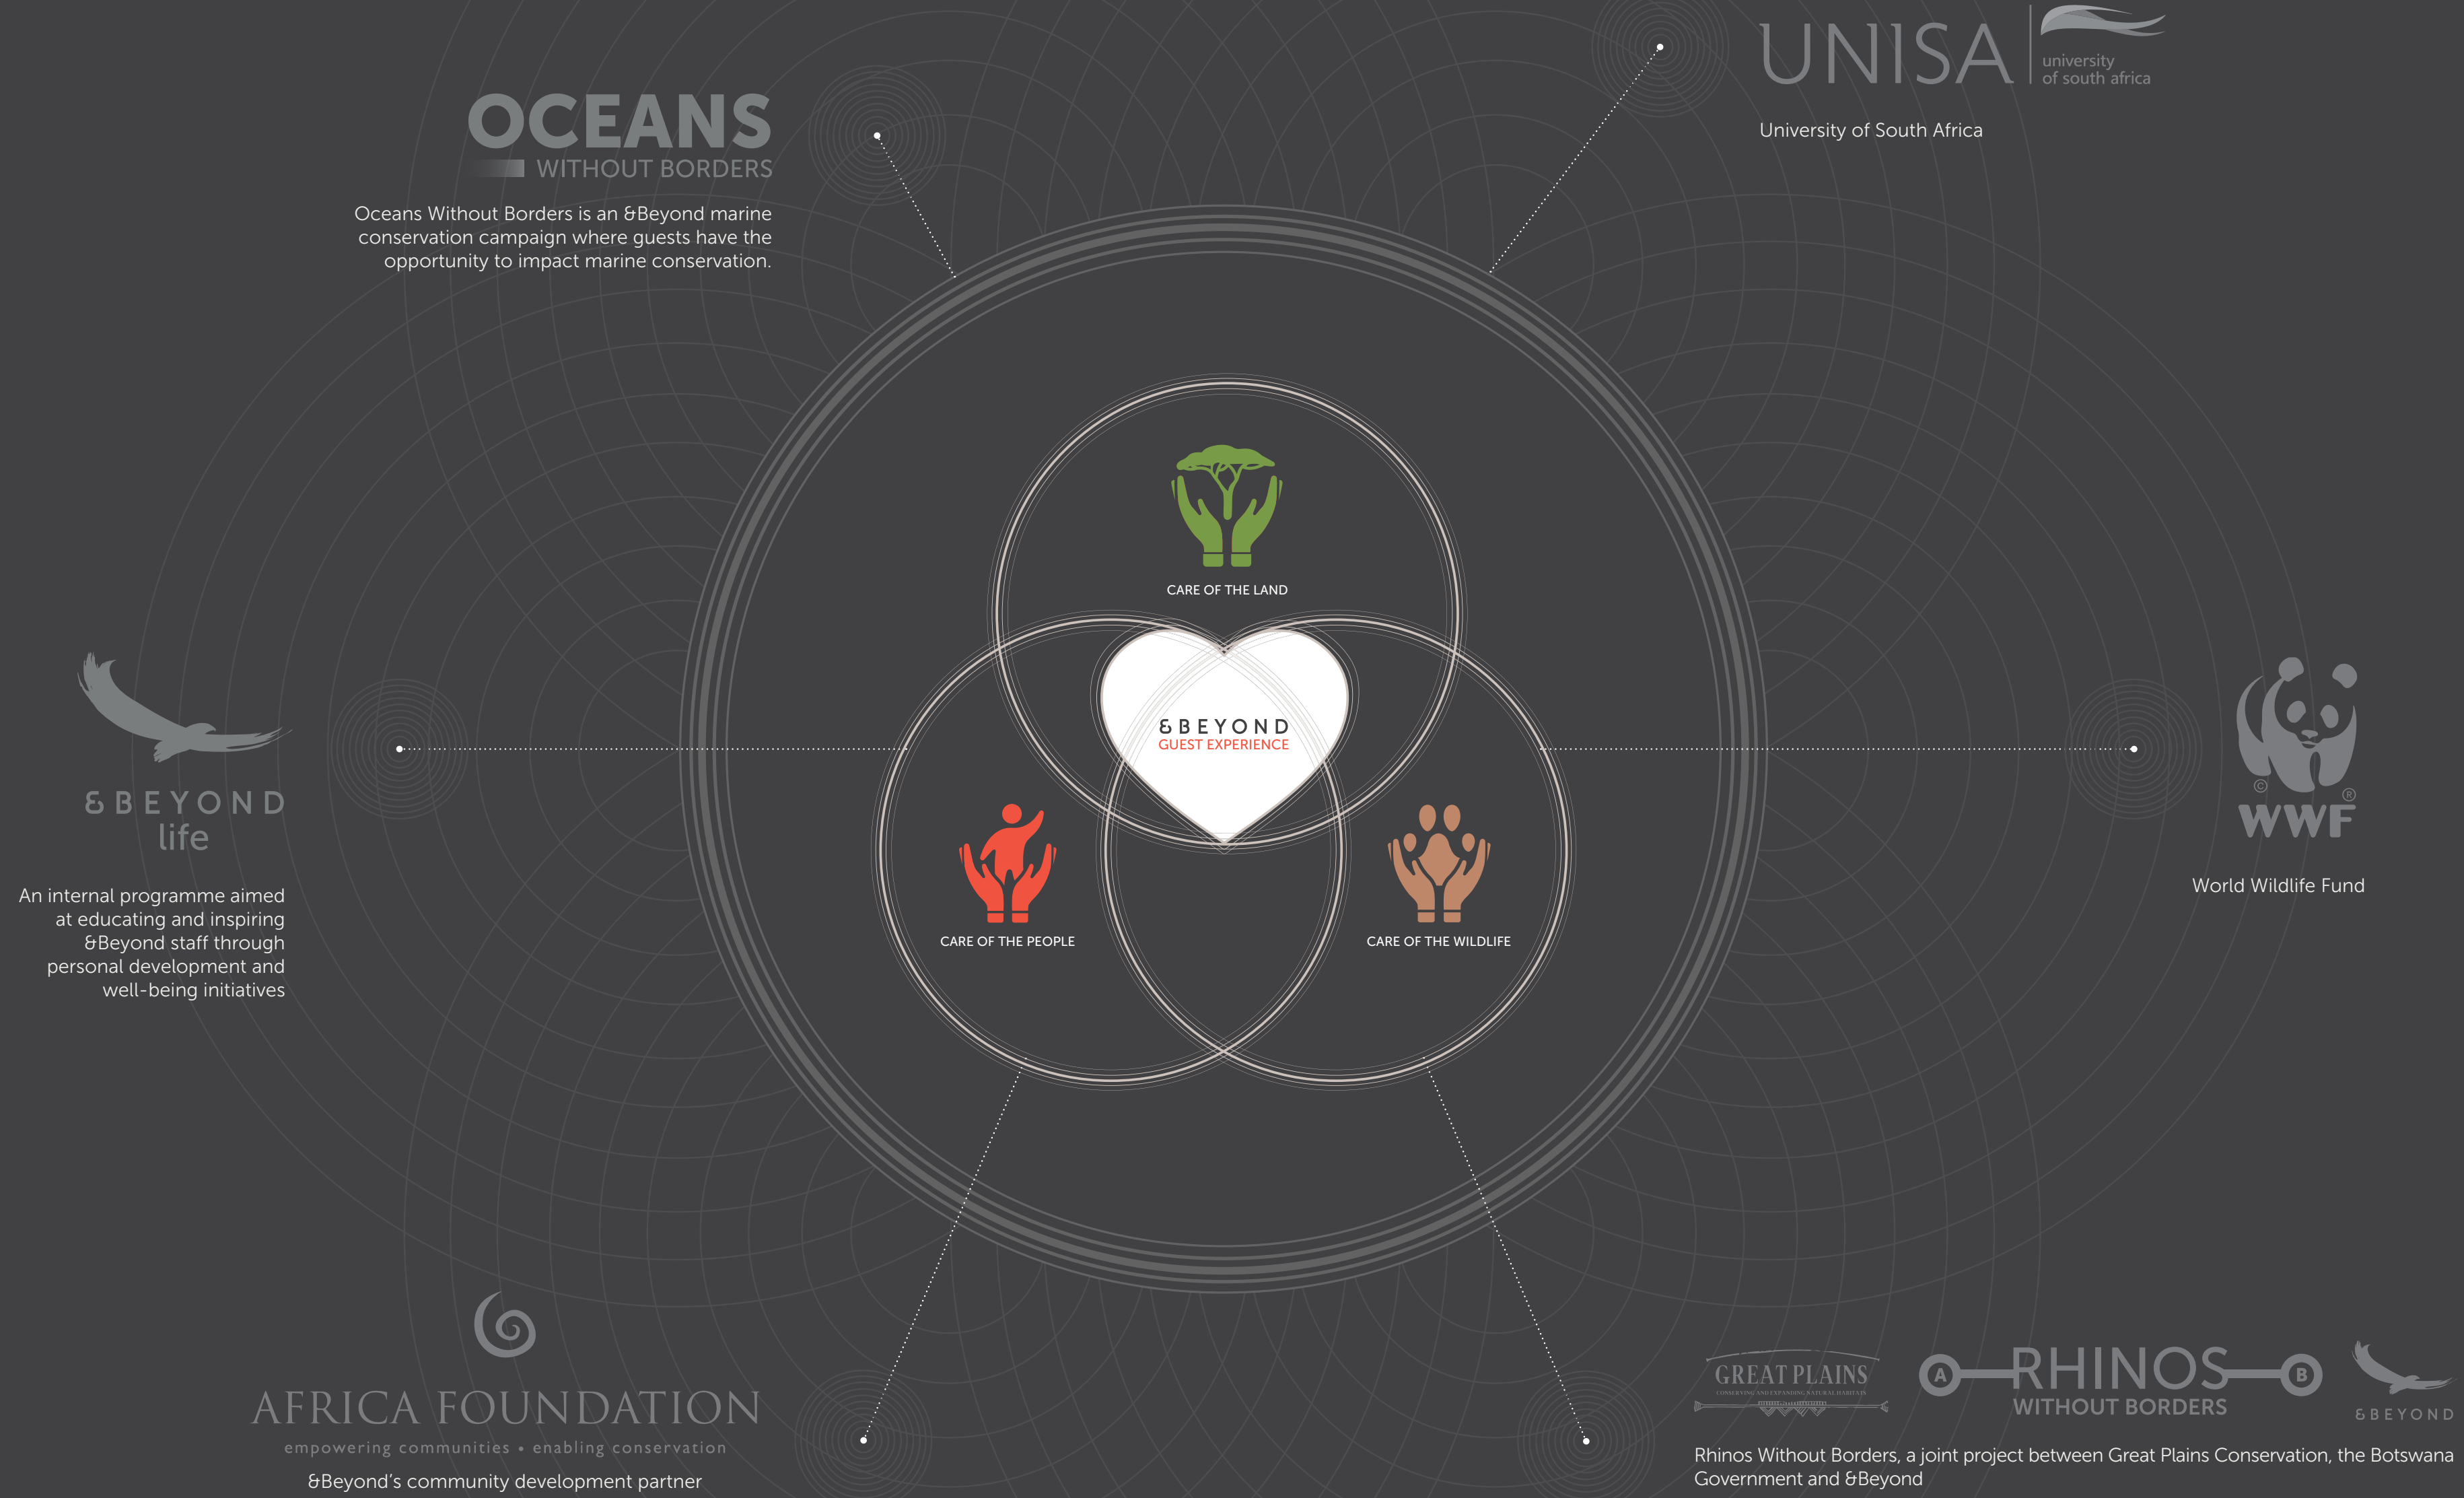 OCEANS
WITHOUT BORDERS
Oceans Without Borders is an &Beyond marine
conservation campaign where guests have the
opportunity to impact marine conservation.
UNISA
university
of south africa
University of South Africa
CARE OF THE LAND
&BEYOND
GUEST EXPERIENCE
CARE OF THE PEOPLE
CARE OF THE WILDLIFE
&BEYOND
life
An internal programme aimed
at educating and inspiring
&Beyond staff through
personal development and
well-being initiatives
©
®
WWF
World Wildlife Fund
AFRICA FOUNDATION
empowering communities • enabling conservation
&Beyond’s community development partner
GREAT PLAINS
CONSERVING AND EXPANDING NATURAL HABITATS
A RHINOS B
WITHOUT BORDERS
&BEYOND
Rhinos Without Borders, a joint project between Great Plains Conservation, the Botswana
Government and &Beyond